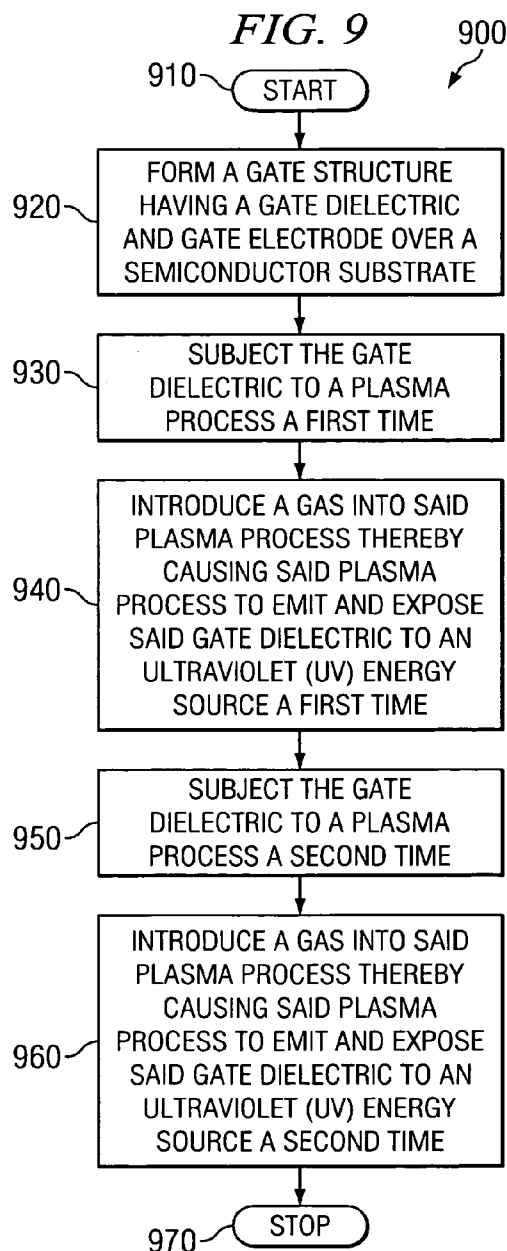 FIG. 9
900
910
START
920
FORM A GATE STRUCTURE
HAVING A GATE DIELECTRIC
AND GATE ELECTRODE OVER A
SEMICONDUCTOR SUBSTRATE
930
SUBJECT THE GATE
DIELECTRIC TO A PLASMA
PROCESS A FIRST TIME
940
INTRODUCE A GAS INTO SAID
PLASMA PROCESS THEREBY
CAUSING SAID PLASMA
PROCESS TO EMIT AND EXPOSE
SAID GATE DIELECTRIC TO AN
ULTRAVIOLET (UV) ENERGY
SOURCE A FIRST TIME
950
SUBJECT THE GATE
DIELECTRIC TO A PLASMA
PROCESS A SECOND TIME
960
INTRODUCE A GAS INTO SAID
PLASMA PROCESS THEREBY
CAUSING SAID PLASMA
PROCESS TO EMIT AND EXPOSE
SAID GATE DIELECTRIC TO AN
ULTRAVIOLET (UV) ENERGY
SOURCE A SECOND TIME
970
STOP